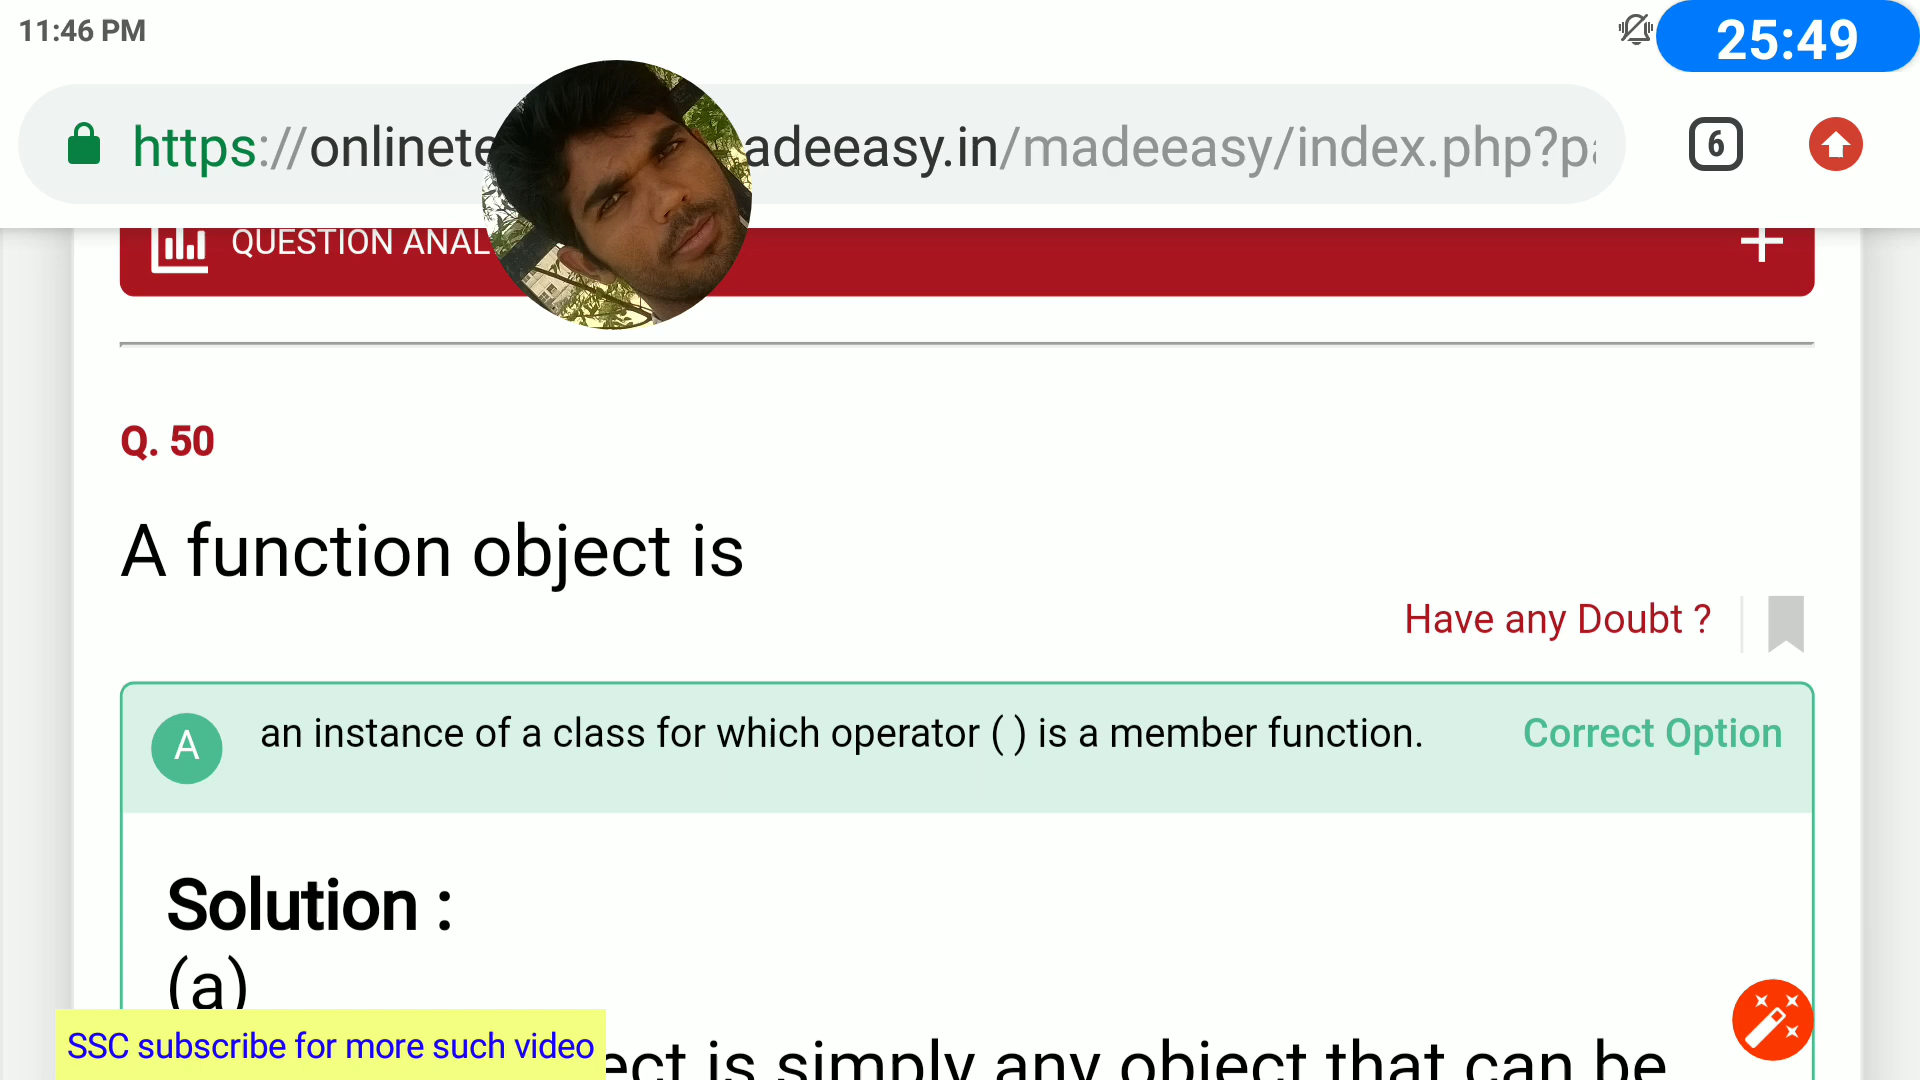 11:46 PM
25:49
https://onlinete adeeasy.in/madeeasy/index.php?pa
6
QUESTION ANAL
Q. 50
A function object is
Have any Doubt ?
A an instance of a class for which operator ( ) is a member function. Correct Option
Solution :
(a)
SSC subscribe for more such video
ect is simply any object that can be